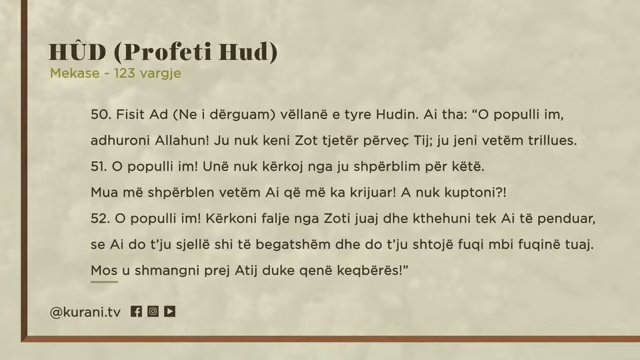 HÛD (Profeti Hud)
Mekase - 123 vargje
50. Fisit Ad (Ne i dërguam) vëllanë e tyre Hudin. Ai tha: “O populli im,
adhuroni Allahun! Ju nuk keni Zot tjetër përveç Tij; ju jeni vetëm trillues.
51. O populli im! Unë nuk kërkoj nga ju shpërblim për këtë.
Mua më shpërblen vetëm Ai që më ka krijuar! A nuk kuptoni?!
52. O populli im! Kërkoni falje nga Zoti juaj dhe kthehuni tek Ai të penduar,
se Ai do t’ju sjellë shi të begatshëm dhe do t’ju shtojë fuqi mbi fuqinë tuaj.
Mos u shmangni prej Atij duke qenë keqbërës!”
@kurani.tv